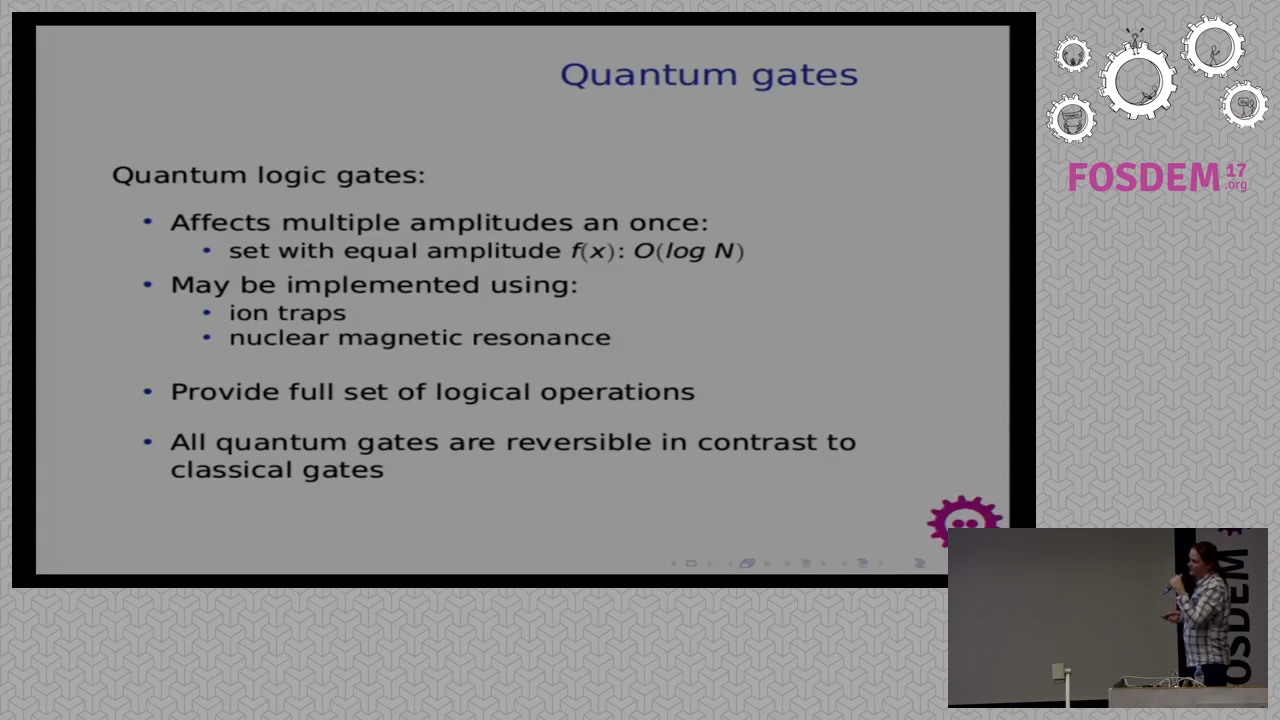 Quantum gates
Quantum logic gates:
• Affects multiple amplitudes an once:
• set with equal amplitude f(x): O(log N)
• May be implemented using:
• ion traps
• nuclear magnetic resonance
• Provide full set of logical operations
• All quantum gates are reversible in contrast to
classical gates
FOSDEM 17
.org
OSDEM